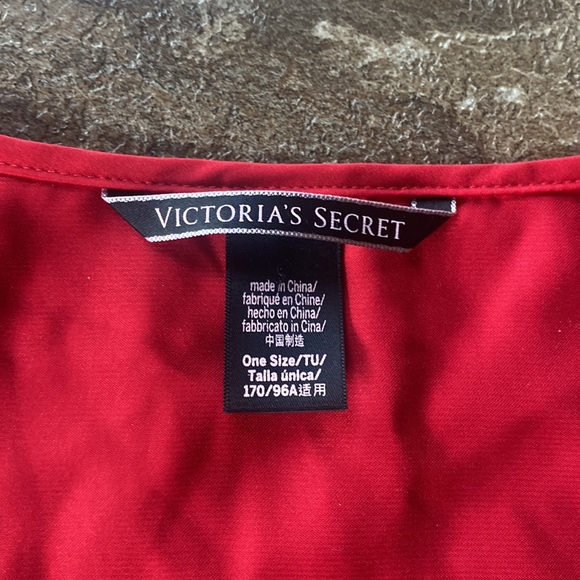 VICTORIA'S SECRET
made in China/
fabriqué en Chine/
hecho en China/
fabbricato in Cina/
中国制造
One Size/TU/
Talla única/
170/96A适用